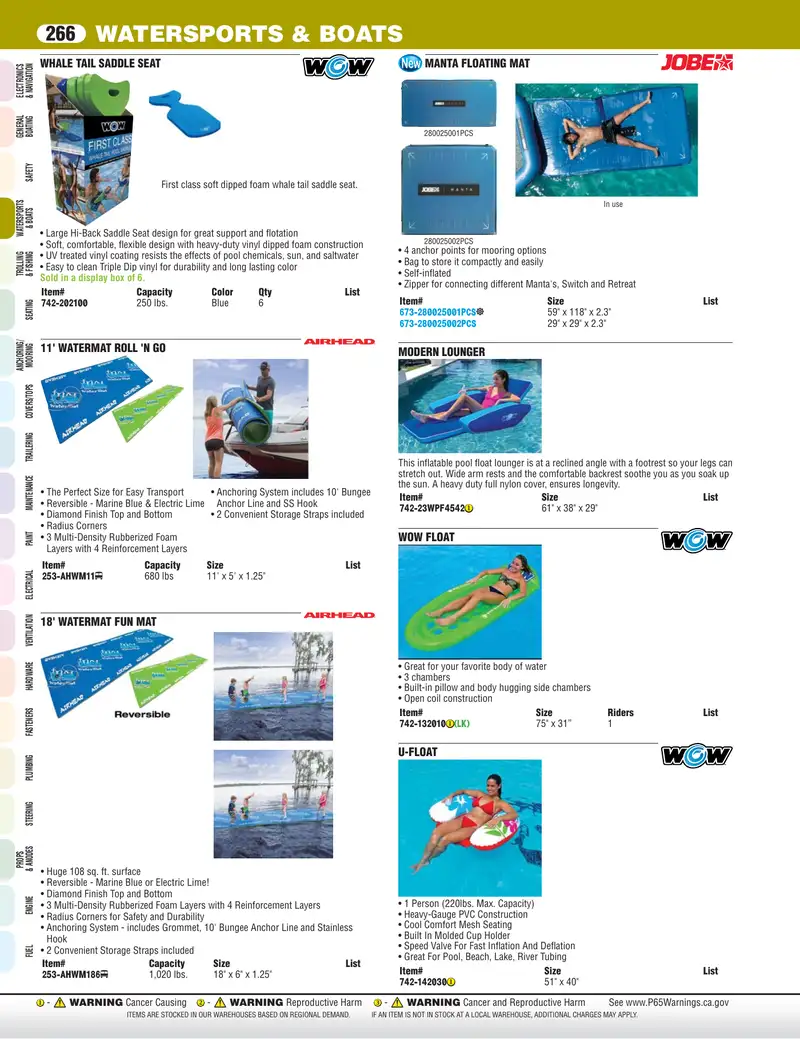 266 WATERSPORTS & BOATS
ELECTRONICS
& NAVIGATION
GENERAL
BOATING
SAFETY
WATERSPORTS
& BOATS
TROLLING
& FISHING
SEATING
ANCHORING/
MOORING
COVERS/TOPS
TRAILERING
MAINTENANCE
PAINT
ELECTRICAL
VENTILATION
HARDWARE
FASTENERS
PLUMBING
STEERING
PROPS
& ANODES
ENGINE
FUEL
WHALE TAIL SADDLE SEAT
WOW
WOW
FIRST CLASS
First class soft dipped foam whale tail saddle seat.
• Large Hi-Back Saddle Seat design for great support and flotation
• Soft, comfortable, flexible design with heavy-duty vinyl dipped foam construction
• UV treated vinyl coating resists the effects of pool chemicals, sun, and saltwater
• Easy to clean Triple Dip vinyl for durability and long lasting color
Sold in a display box of 6.
Item# Capacity Color Qty List
742-202100 250 lbs. Blue 6
11' WATERMAT ROLL 'N GO
AIRHEAD
• The Perfect Size for Easy Transport
• Reversible - Marine Blue & Electric Lime
• Diamond Finish Top and Bottom
• Radius Corners
• 3 Multi-Density Rubberized Foam
Layers with 4 Reinforcement Layers
• Anchoring System includes 10' Bungee
Anchor Line and SS Hook
• 2 Convenient Storage Straps included
Item# Capacity Size List
253-AHWM11 680 lbs 11' x 5' x 1.25"
18' WATERMAT FUN MAT
AIRHEAD
Reversible
• Huge 108 sq. ft. surface
• Reversible - Marine Blue or Electric Lime!
• Diamond Finish Top and Bottom
• 3 Multi-Density Rubberized Foam Layers with 4 Reinforcement Layers
• Radius Corners for Safety and Durability
• Anchoring System - includes Grommet, 10' Bungee Anchor Line and Stainless
Hook
• 2 Convenient Storage Straps included
Item# Capacity Size List
253-AHWM186 1,020 lbs. 18" x 6" x 1.25"
New MANTA FLOATING MAT
JOBE
280025001PCS
JOBE MANTA
280025002PCS
In use
• 4 anchor points for mooring options
• Bag to store it compactly and easily
• Self-inflated
• Zipper for connecting different Manta's, Switch and Retreat
Item# Size List
673-280025001PCS 59" x 118" x 2.3"
673-280025002PCS 29" x 29" x 2.3"
MODERN LOUNGER
This inflatable pool float lounger is at a reclined angle with a footrest so your legs can
stretch out. Wide arm rests and the comfortable backrest soothe you as you soak up
the sun. A heavy duty full nylon cover, ensures longevity.
Item# Size List
742-23WPF4542 1 61" x 38" x 29"
WOW FLOAT
WOW
• Great for your favorite body of water
• 3 chambers
• Built-in pillow and body hugging side chambers
• Open coil construction
Item# Size Riders List
742-132010 1 (LK) 75" x 31" 1
U-FLOAT
WOW
• 1 Person (220lbs. Max. Capacity)
• Heavy-Gauge PVC Construction
• Cool Comfort Mesh Seating
• Built In Molded Cup Holder
• Speed Valve For Fast Inflation And Deflation
• Great For Pool, Beach, Lake, River Tubing
Item# Size List
742-142030 1 51" x 40"
1 - WARNING Cancer Causing 2 - WARNING Reproductive Harm 3 - WARNING Cancer and Reproductive Harm See www.P65Warnings.ca.gov
ITEMS ARE STOCKED IN OUR WAREHOUSES BASED ON REGIONAL DEMAND. IF AN ITEM IS NOT IN STOCK AT A LOCAL WAREHOUSE, ADDITIONAL CHARGES MAY APPLY.